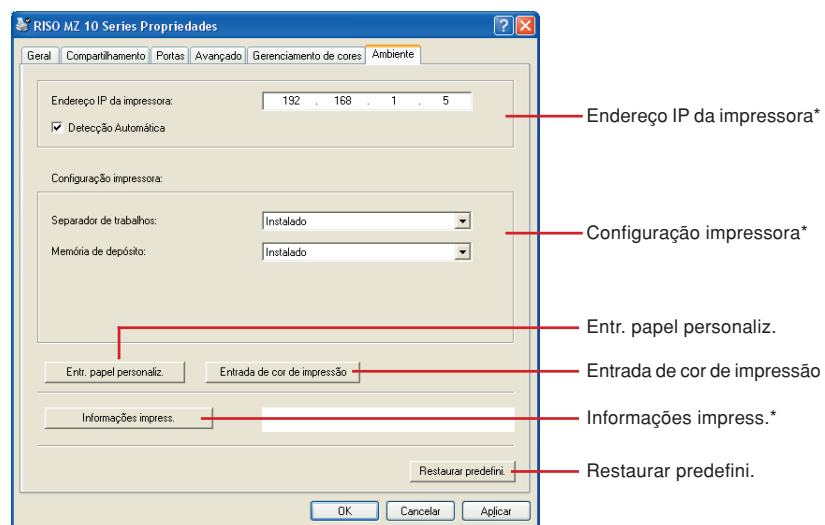 RISO MZ 10 Series Propriedades
Geral Compartilhamento Portas Avançado Gerenciamento de cores Ambiente
Endereço IP da impressora: 192 . 168 . 1 . 5
Detecção Automática
Endereço IP da impressora*
Configuração impressora:
Separador de trabalhos: Instalado
Configuração impressora*
Memória de depósito: Instalado
Entr. papel personaliz.
Entr. papel personaliz. Entrada de cor de impressão
Entrada de cor de impressão
Informações impress.
Informações impress.*
Restaurar predefini.
Restaurar predefini.
OK Cancelar Aplicar